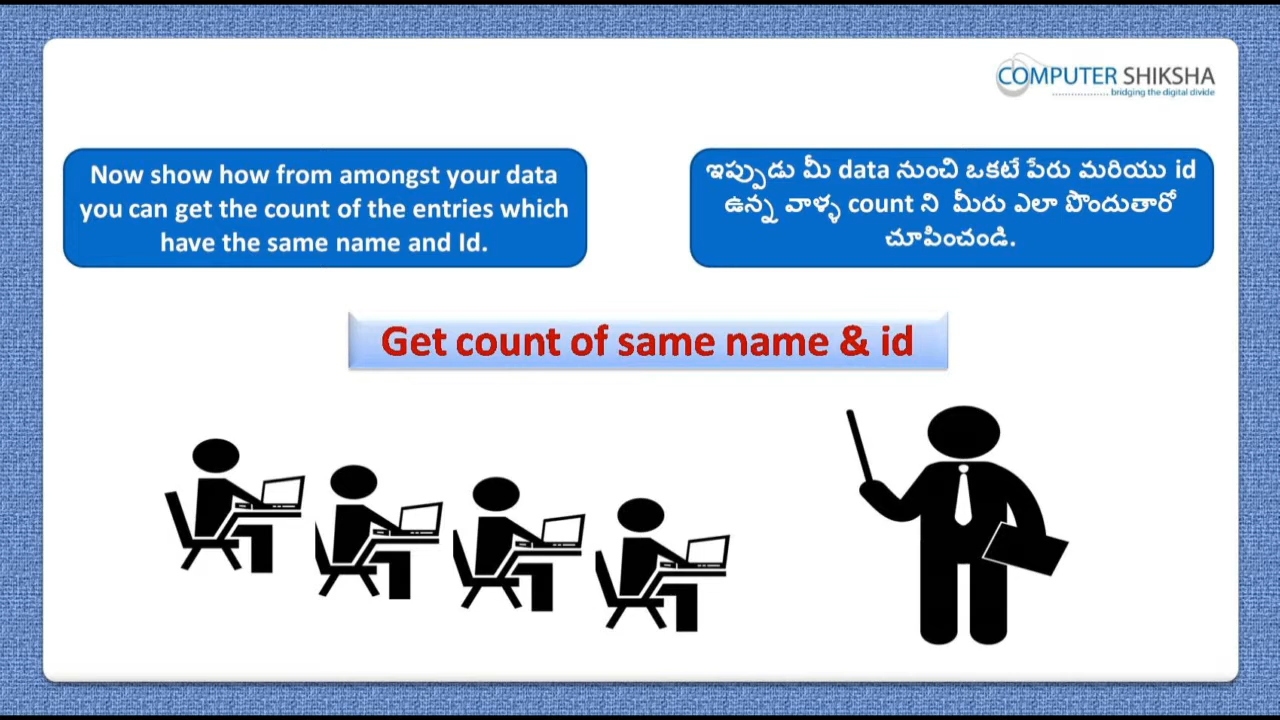 COMPUTER SHIKSHA
.................. bridging the digital divide
Now show how from amongst your data
you can get the count of the entries which
have the same name and Id.
ఇప్పుడు మీ data నుంచి ఒకటే పేరు మరియు id
ఉన్న వాళ్ళ count ని మీరు ఎలా పొందుతారో
చూపించండి.
Get count of same name & id